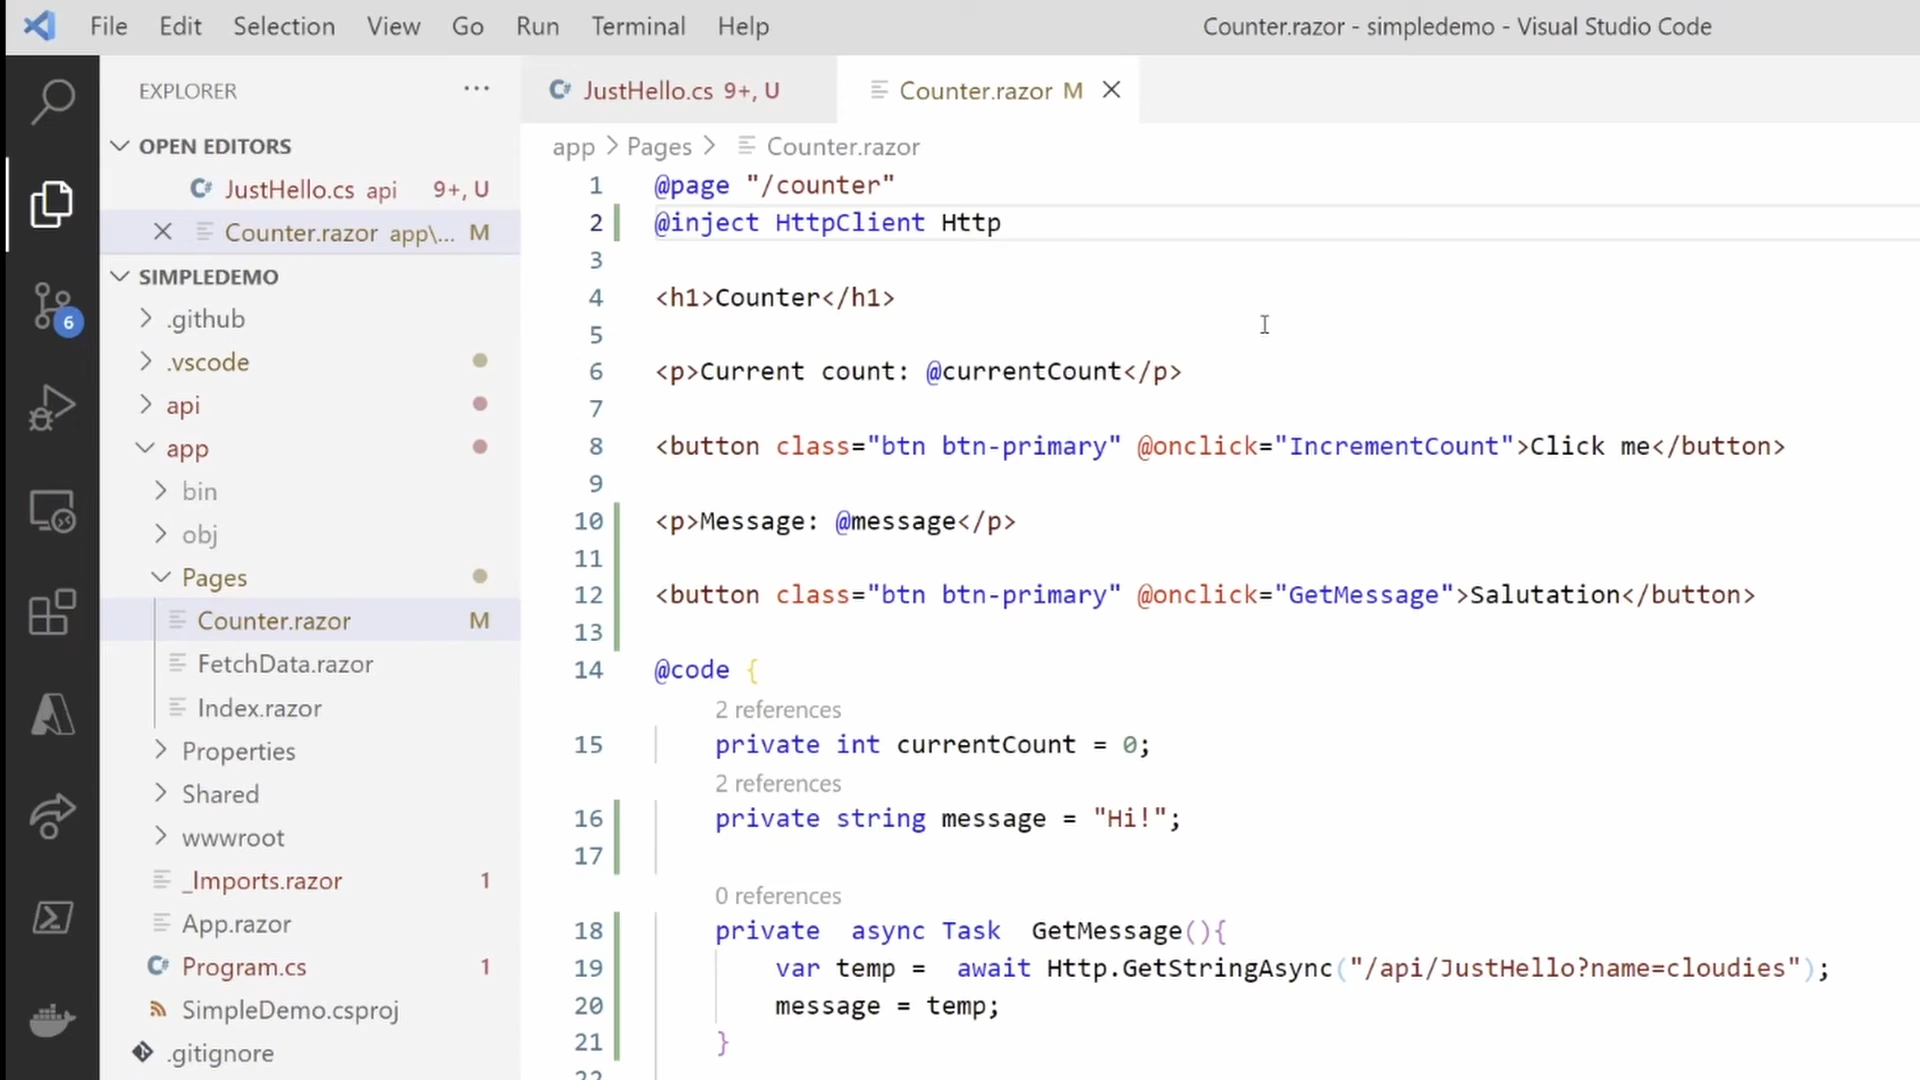 File Edit Selection View Go Run Terminal Help Counter.razor - simpledemo - Visual Studio Code
EXPLORER ...
OPEN EDITORS
JustHello.cs api 9+, U
Counter.razor app\... M
SIMPLEDEMO
.github
.vscode
api
app
bin
obj
Pages
Counter.razor M
FetchData.razor
Index.razor
Properties
Shared
wwwroot
_Imports.razor 1
App.razor
Program.cs 1
SimpleDemo.csproj
.gitignore
6
JustHello.cs 9+, U Counter.razor M
app > Pages > Counter.razor
1 @page "/counter"
2 @inject HttpClient Http
3
4 <h1>Counter</h1>
5
6 <p>Current count: @currentCount</p>
7
8 <button class="btn btn-primary" @onclick="IncrementCount">Click me</button>
9
10 <p>Message: @message</p>
11
12 <button class="btn btn-primary" @onclick="GetMessage">Salutation</button>
13
14 @code {
2 references
15 private int currentCount = 0;
2 references
16 private string message = "Hi!";
17
0 references
18 private  async Task  GetMessage(){
19 var temp =  await Http.GetStringAsync("/api/JustHello?name=cloudies");
20 message = temp;
21 }
22